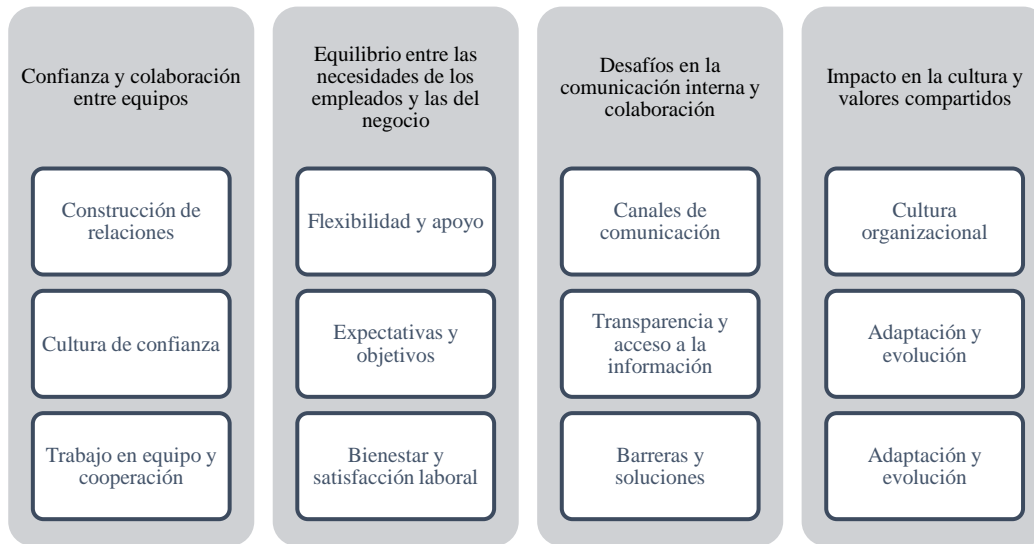 Confianza y colaboración
entre equipos
Construcción de
relaciones
Cultura de confianza
Trabajo en equipo y
cooperación
Equilibrio entre las
necesidades de los
empleados y las del
negocio
Flexibilidad y apoyo
Expectativas y
objetivos
Bienestar y
satisfacción laboral
Desafíos en la
comunicación interna y
colaboración
Canales de
comunicación
Transparencia y
acceso a la
información
Barreras y
soluciones
Impacto en la cultura y
valores compartidos
Cultura
organizacional
Adaptación y
evolución
Adaptación y
evolución